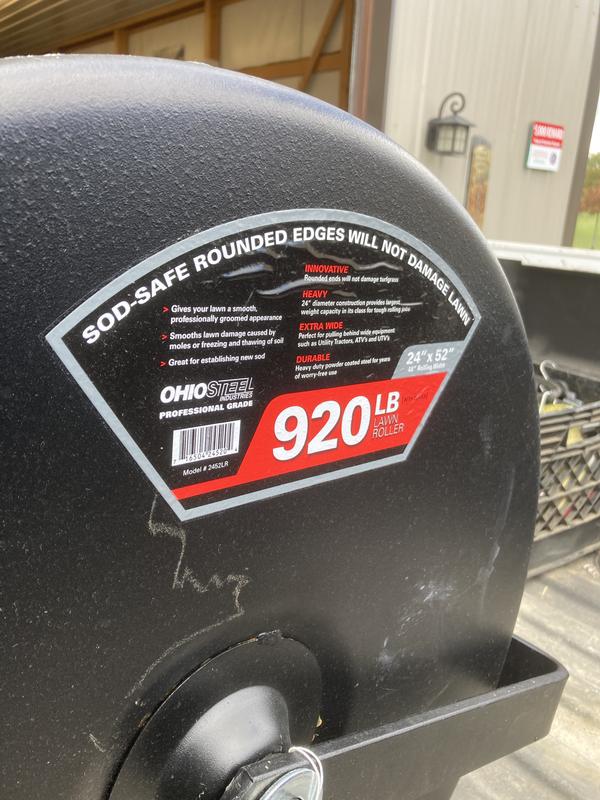 SOD-SAFE ROUNDED EDGES WILL NOT DAMAGE LAWN
> Gives your lawn a smooth,
professionally groomed appearance
> Smooths lawn damage caused by
moles or freezing and thawing of soil
> Great for establishing new sod
INNOVATIVE
Rounded ends will not damage turfgrass
HEAVY
24" diameter construction provides largest
weight capacity in its class for tough rolling jobs
EXTRA WIDE
Perfect for pulling behind wide equipment
such as Utility Tractors, ATV's and UTV's
DURABLE
Heavy duty powder coated steel for years
of worry-free use
24" x 52"
Rolling Width
OHIO STEEL
INDUSTRIES
PROFESSIONAL GRADE
Model # 2452LR
920 LB
LAWN
ROLLER
REWARD